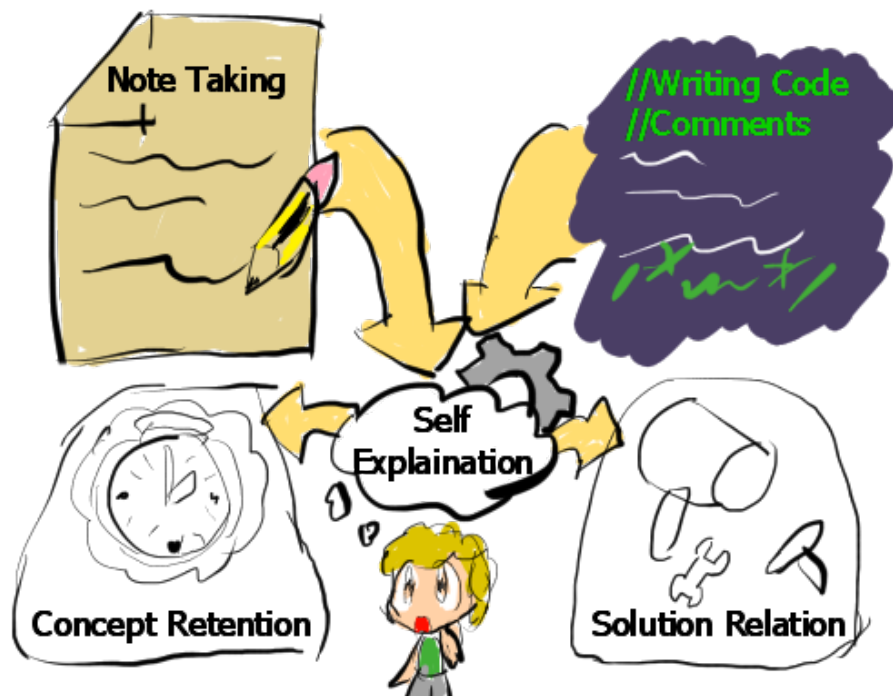 Note Taking
//Writing Code
//Comments
Self
Explaination
Concept Retention
Solution Relation